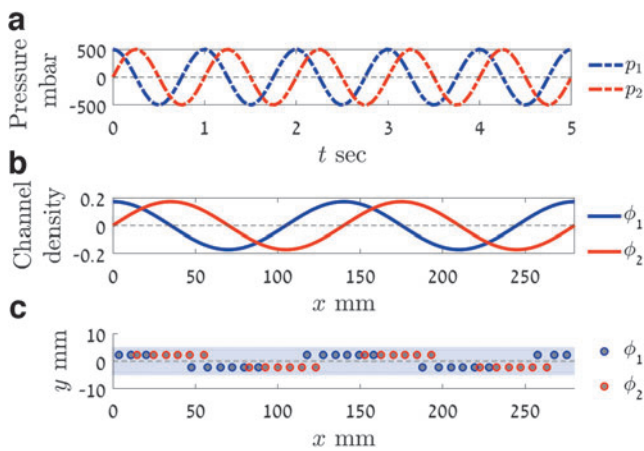 a
Pressure mbar
500
0
-500
0 1 2 3 4 5
t sec
p₁
p₂
b
Channel density
0.2
0
-0.2
0 50 100 150 200 250
x mm
ϕ₁
ϕ₂
c
y mm
10
0
-10
0 50 100 150 200 250
x mm
ϕ₁
ϕ₂